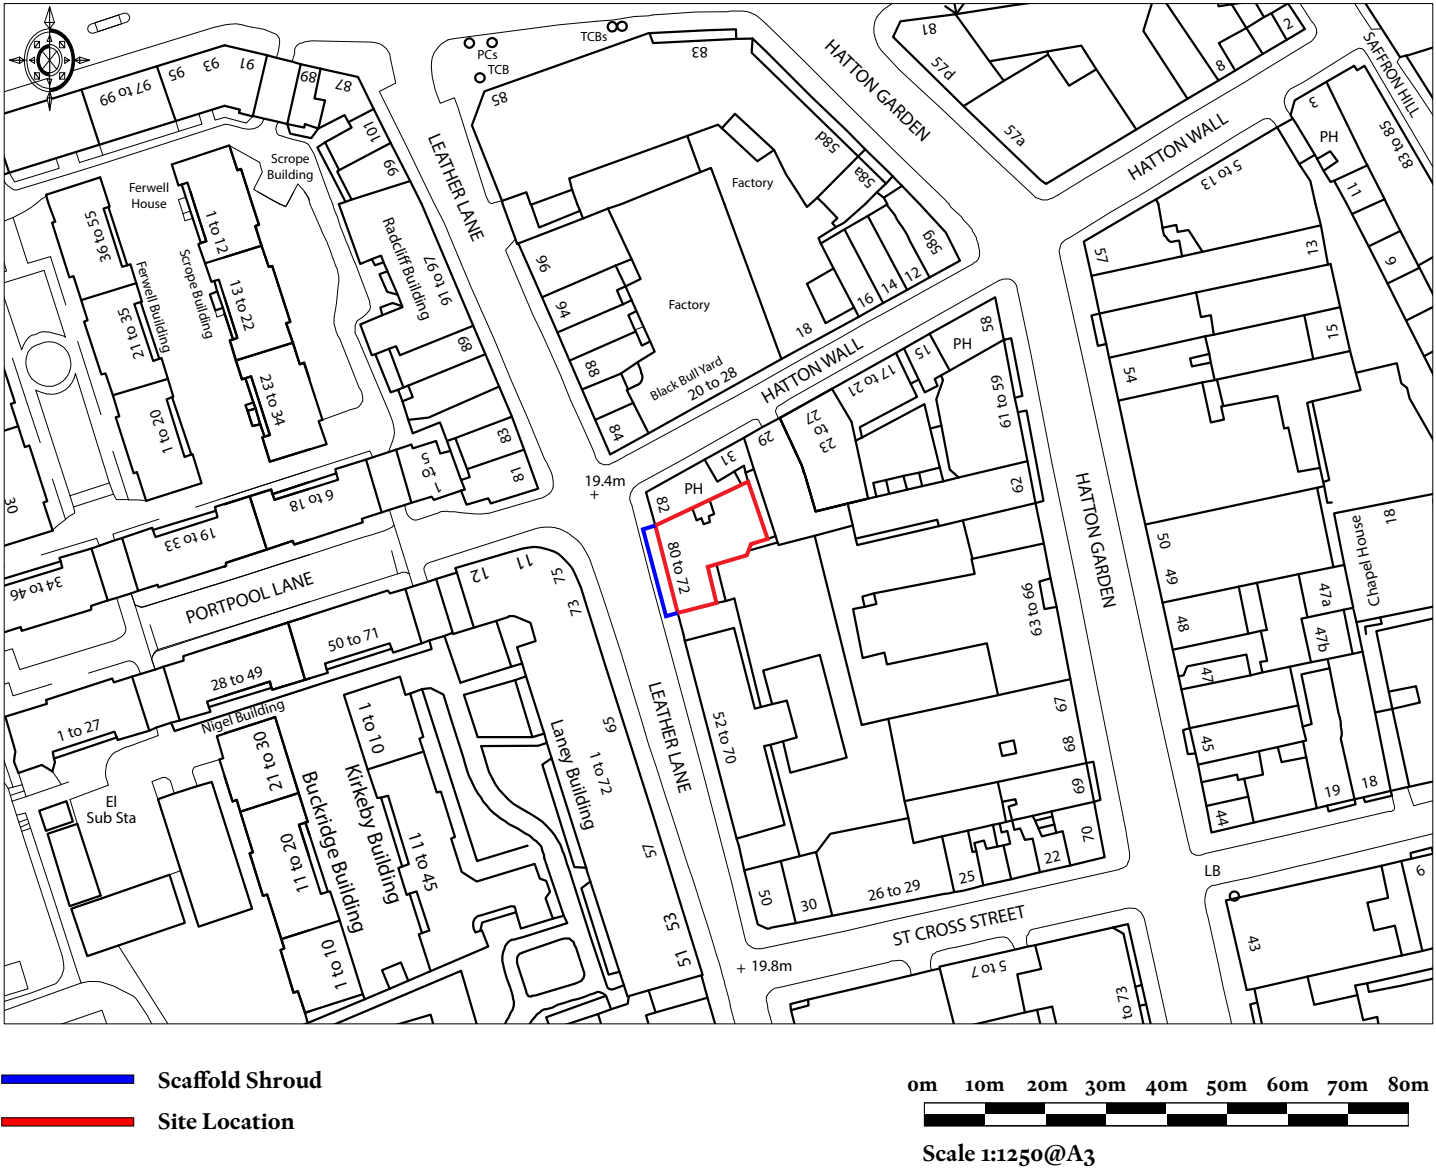 TCBs
PCs
TCB
83
85
HATTON GARDEN
81
57d
57a
2
8
SAFFRON HILL
HATTON WALL
3
PH
83 to 85
11
9
5 to 13
13
15
57
54
97 to 99
95
93
91
89
87
101
99
LEATHER LANE
Scrope
Building
Ferwell
House
36 to 55
1 to 12
Scrope Building
Ferwell Building
13 to 22
21 to 35
23 to 34
1 to 20
Radcliff Building
91 to 97
89
83
81
1
to
5
6 to 18
19 to 33
34 to 46
30
PORTPOOL LANE
Factory
58d
58a
58g
12
14
16
18
Factory
Black Bull Yard
20 to 28
96
94
88
84
HATTON WALL
19.4m
58
PH
15
17 to 21
23
to
27
29
31
PH
82
80 to 72
61 to 59
62
63 to 66
HATTON GARDEN
50
49
48
47
45
44
47a
47b
Chapel House
18
19
18
12
11
75
73
50 to 71
28 to 49
1 to 27
Nigel Building
El
Sub Sta
21 to 30
11 to 20
1 to 10
Buckridge Building
Kirkeby Building
1 to 10
11 to 45
Laney Building
1 to 72
65
57
53
51
LEATHER LANE
52 to 70
67
68
69
70
50
30
26 to 29
25
22
ST CROSS STREET
19.8m
5 to 7
to 73
LB
43
6
Scaffold Shroud
Site Location
0m 10m 20m 30m 40m 50m 60m 70m 80m
Scale 1:1250@A3